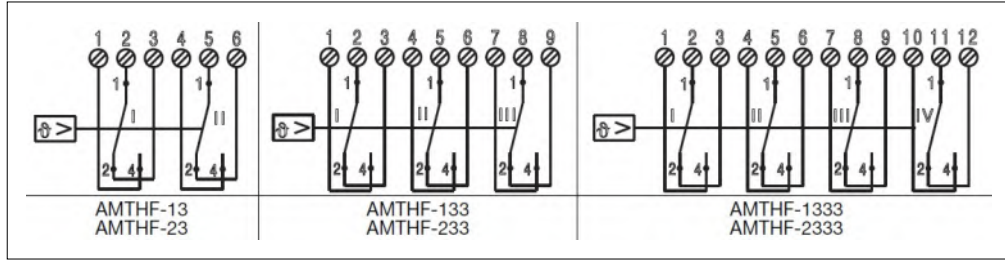 1 2 3 4 5 6
1 2 3 4 5 6 7 8 9
1 2 3 4 5 6 7 8 9 10 11 12
1 1
1 1 1
1 1 1 1
I II
I II III
I II III IV
ϑ >
ϑ >
ϑ >
2 4 2 4
2 4 2 4 2 4
2 4 2 4 2 4 2 4
AMTHF-13
AMTHF-23
AMTHF-133
AMTHF-233
AMTHF-1333
AMTHF-2333